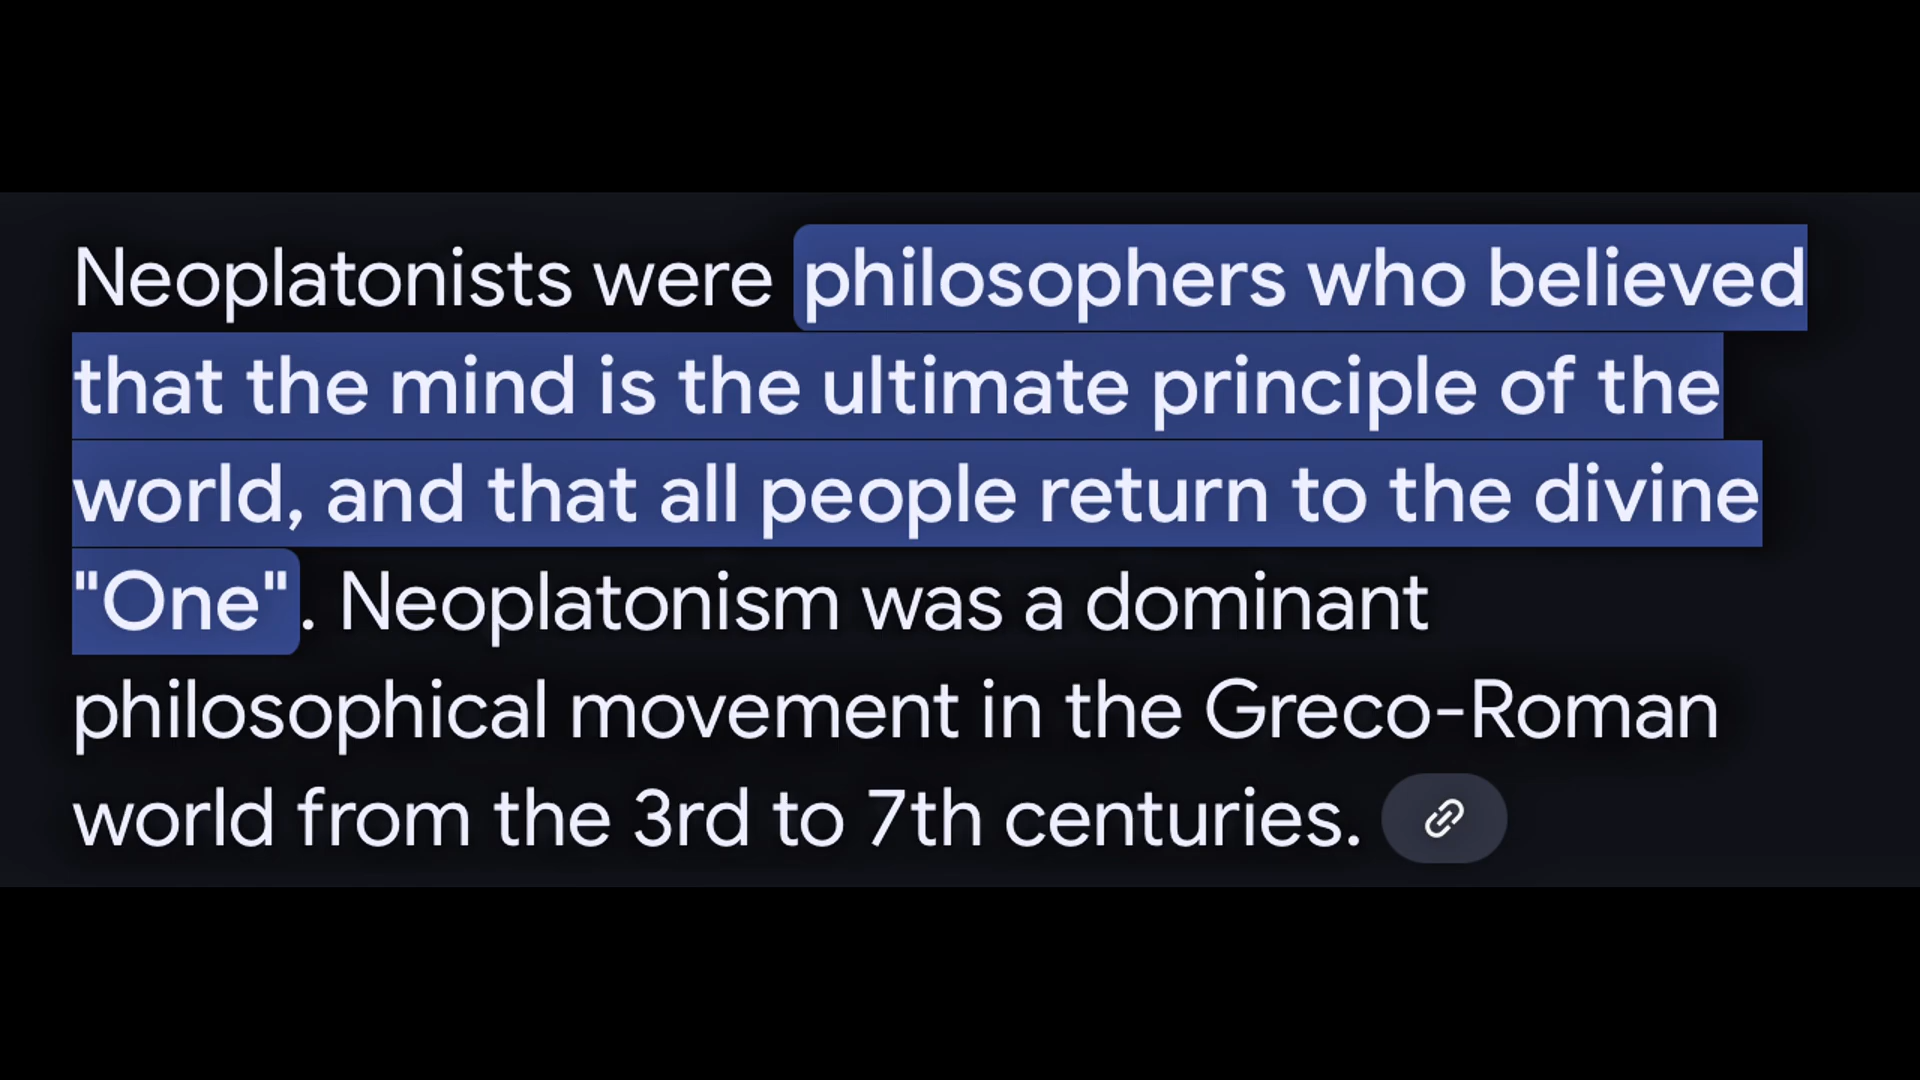 Neoplatonists were philosophers who believed
that the mind is the ultimate principle of the
world, and that all people return to the divine
"One". Neoplatonism was a dominant
philosophical movement in the Greco-Roman
world from the 3rd to 7th centuries.